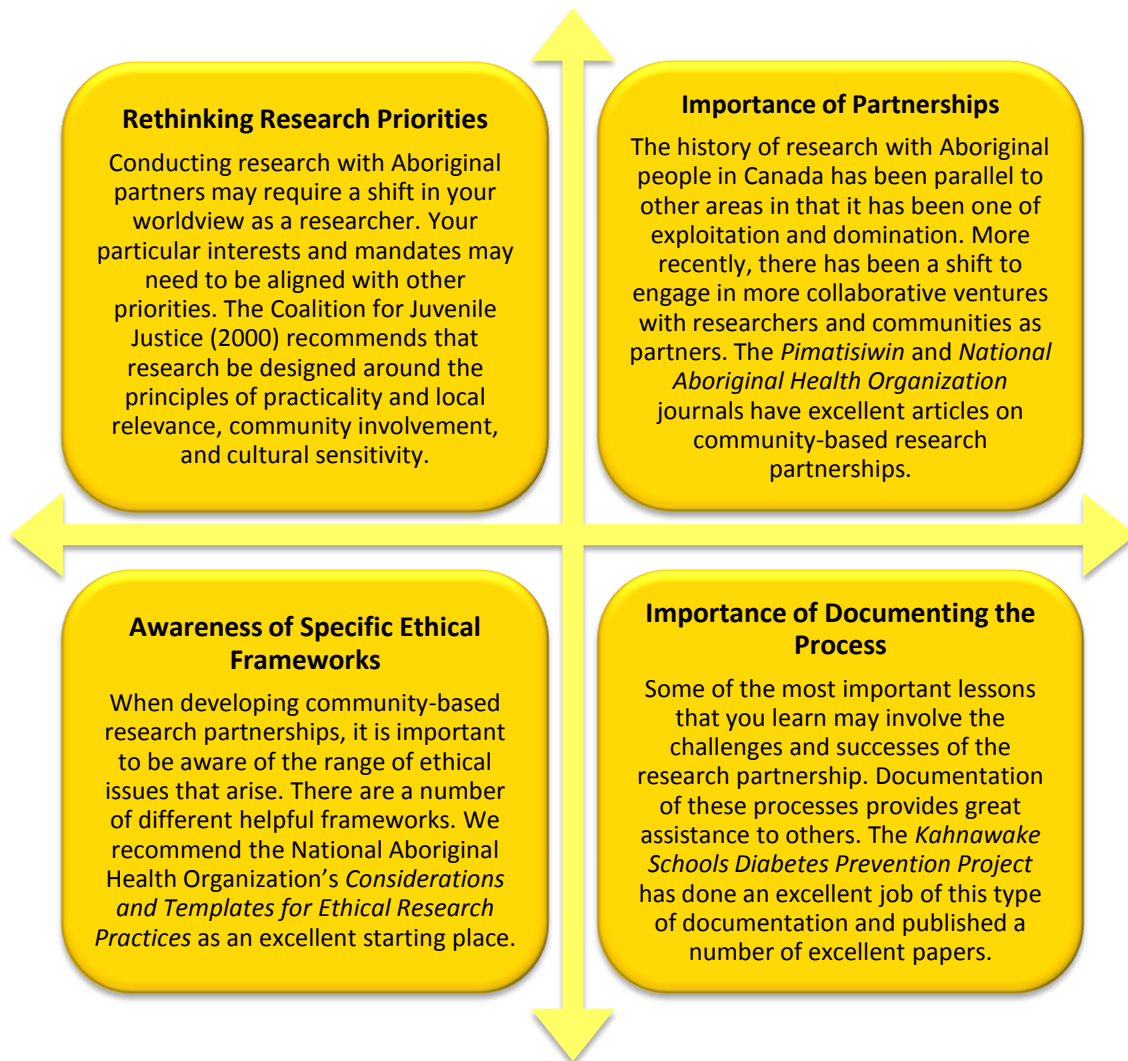 Rethinking Research Priorities
Conducting research with Aboriginal
partners may require a shift in your
worldview as a researcher. Your
particular interests and mandates may
need to be aligned with other
priorities. The Coalition for Juvenile
Justice (2000) recommends that
research be designed around the
principles of practicality and local
relevance, community involvement,
and cultural sensitivity.
Importance of Partnerships
The history of research with Aboriginal
people in Canada has been parallel to
other areas in that it has been one of
exploitation and domination. More
recently, there has been a shift to
engage in more collaborative ventures
with researchers and communities as
partners. The Pimatisiwin and National
Aboriginal Health Organization
journals have excellent articles on
community-based research
partnerships.
Awareness of Specific Ethical
Frameworks
When developing community-based
research partnerships, it is important
to be aware of the range of ethical
issues that arise. There are a number
of different helpful frameworks. We
recommend the National Aboriginal
Health Organization’s Considerations
and Templates for Ethical Research
Practices as an excellent starting place.
Importance of Documenting the
Process
Some of the most important lessons
that you learn may involve the
challenges and successes of the
research partnership. Documentation
of these processes provides great
assistance to others. The Kahnawake
Schools Diabetes Prevention Project
has done an excellent job of this type
of documentation and published a
number of excellent papers.